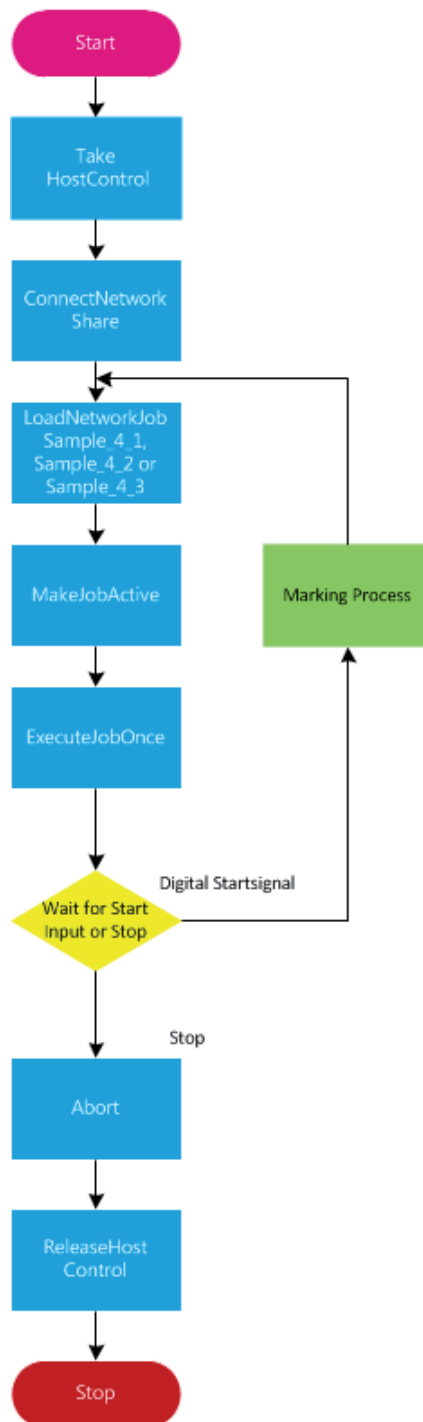 Start
Take
HostControl
ConnectNetwork
Share
LoadNetworkJob
Sample_4_1,
Sample_4_2 or
Sample_4_3
MakeJobActive
Marking Process
ExecuteJobOnce
Digital Startsignal
Wait for Start
Input or Stop
Stop
Abort
ReleaseHost
Control
Stop